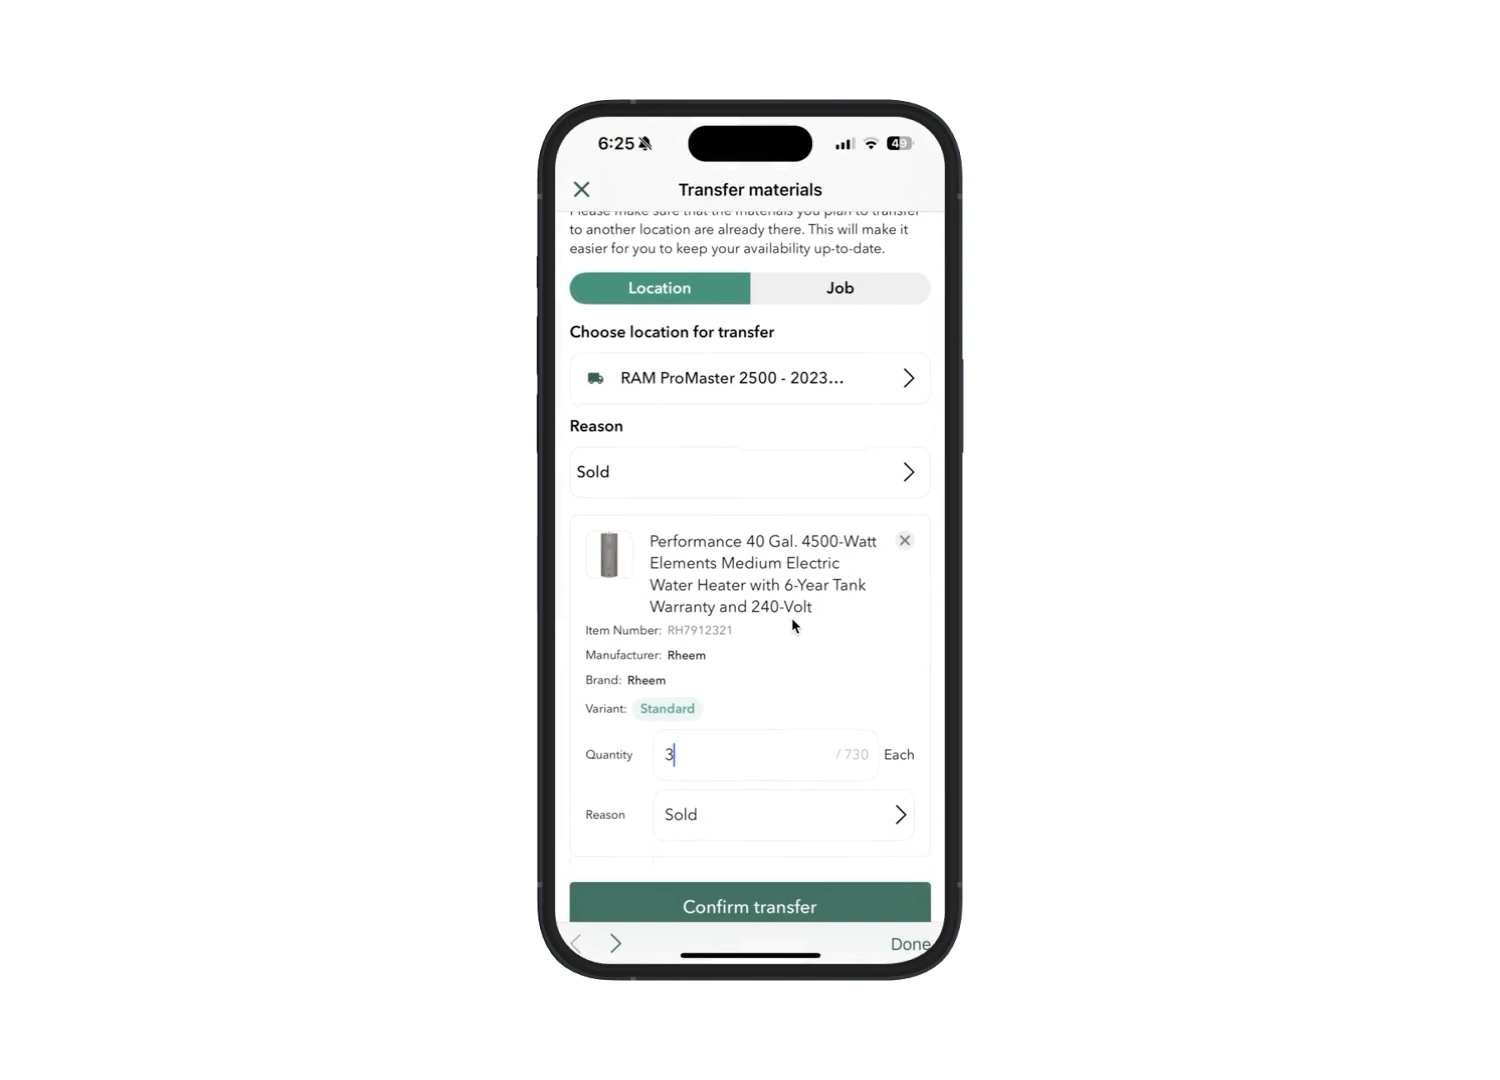 6:25
49
Transfer materials
Please make sure that the materials you plan to transfer
to another location are already there. This will make it
easier for you to keep your availability up-to-date.
Location
Job
Choose location for transfer
RAM ProMaster 2500 - 2023...
Reason
Sold
Performance 40 Gal. 4500-Watt
Elements Medium Electric
Water Heater with 6-Year Tank
Warranty and 240-Volt
Item Number: RH7912321
Manufacturer: Rheem
Brand: Rheem
Variant: Standard
Quantity 3 / 730 Each
Reason Sold
Confirm transfer
Done